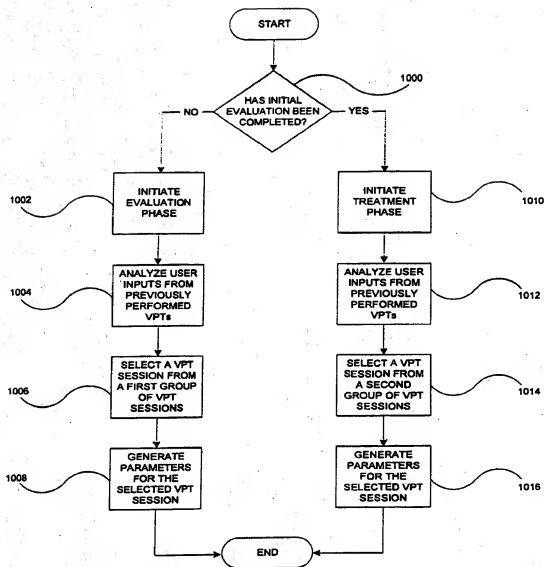 START
1000
HAS INITIAL
EVALUATION BEEN
COMPLETED?
NO
YES
1002
INITIATE
EVALUATION
PHASE
INITIATE
TREATMENT
PHASE
1010
1004
ANALYZE USER
INPUTS FROM
PREVIOUSLY
PERFORMED
VPTs
ANALYZE USER
INPUTS FROM
PREVIOUSLY
PERFORMED
VPTs
1012
1006
SELECT A VPT
SESSION FROM
A FIRST GROUP
OF VPT
SESSIONS
SELECT A VPT
SESSION FROM
A SECOND
GROUP OF VPT
SESSIONS
1014
1008
GENERATE
PARAMETERS
FOR THE
SELECTED VPT
SESSION
GENERATE
PARAMETERS
FOR THE
SELECTED VPT
SESSION
1016
END